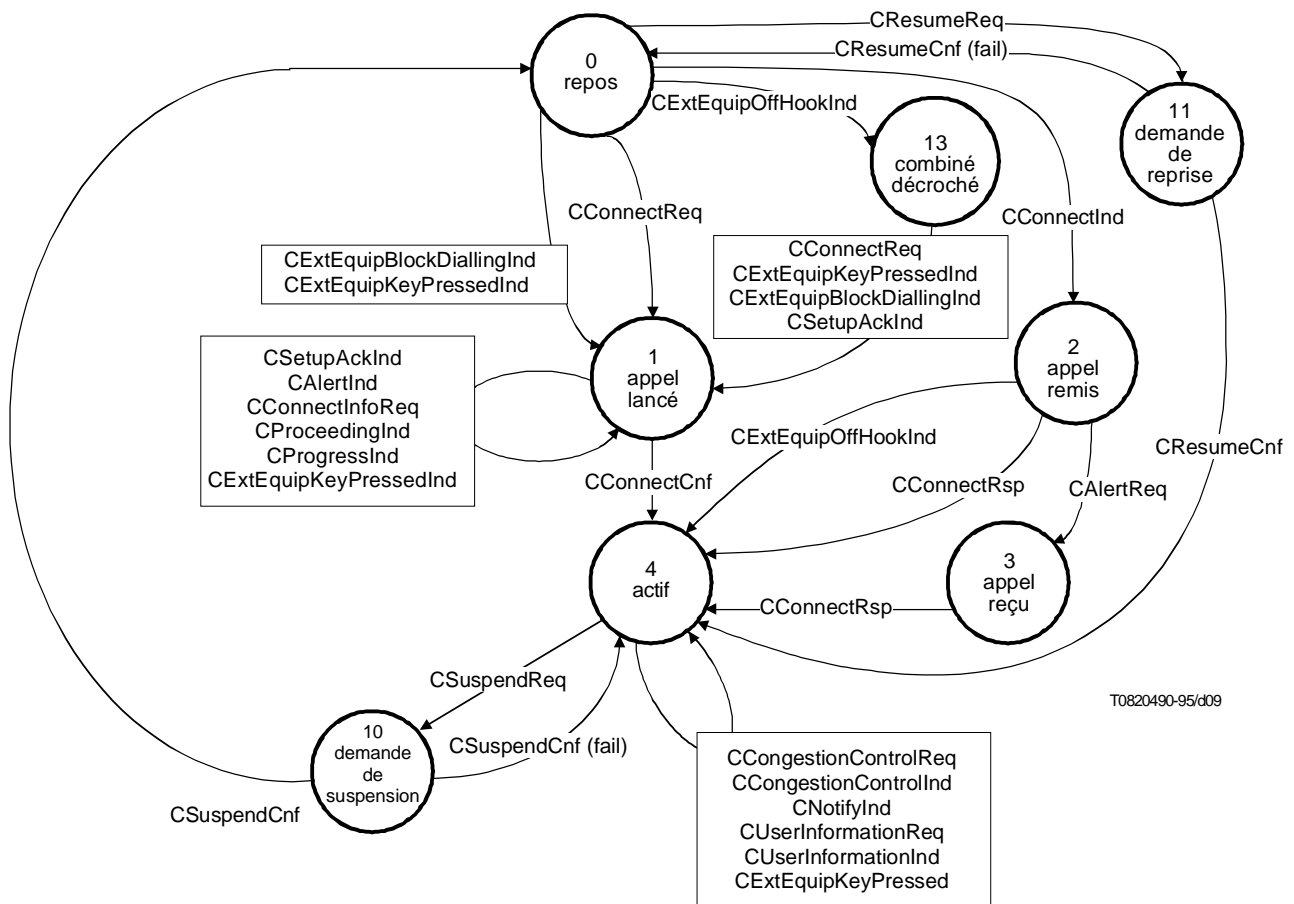 CResumeReq
CResumeCnf (fail)
0
repos
CExtEquipOffHookInd
11
demande
de
reprise
13
combiné
décroché
CConnectReq
CConnectInd
CExtEquipBlockDiallingInd
CExtEquipKeyPressedInd
CConnectReq
CExtEquipKeyPressedInd
CExtEquipBlockDiallingInd
CSetupAckInd
CSetupAckInd
CAlertInd
CConnectInfoReq
CProceedingInd
CProgressInd
CExtEquipKeyPressedInd
1
appel
lancé
2
appel
remis
CExtEquipOffHookInd
CResumeCnf
CConnectCnf
CConnectRsp
CAlertReq
4
actif
3
appel
reçu
CConnectRsp
CSuspendReq
T0820490-95/d09
10
demande
de
suspension
CSuspendCnf (fail)
CSuspendCnf
CCongestionControlReq
CCongestionControlInd
CNotifyInd
CUserInformationReq
CUserInformationInd
CExtEquipKeyPressed